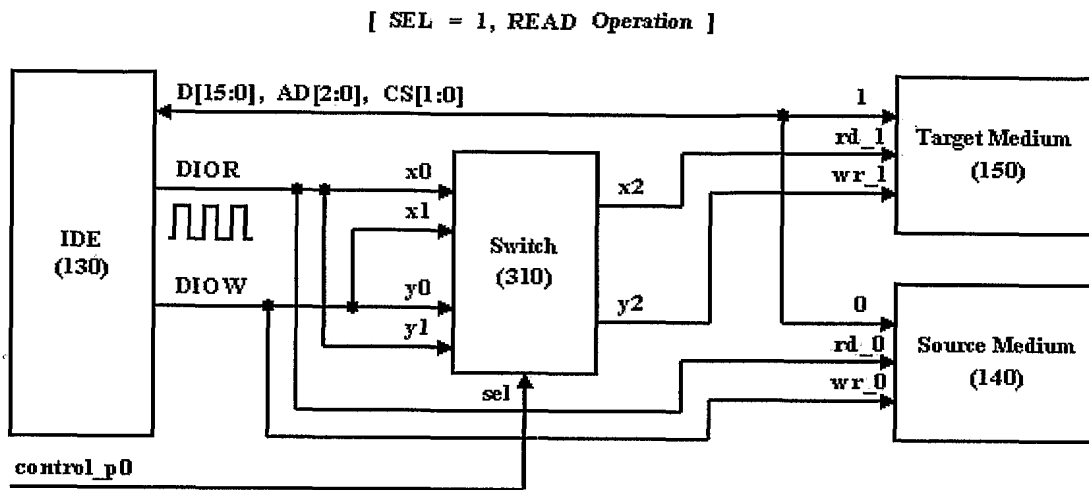 [ SEL = 1, READ Operation ]
D[15:0], AD[2:0], CS[1:0]
1
rd_1
wr_1
Target Medium
(150)
DIOR
x0
x1
x2
IDE
(130)
Switch
(310)
DIOW
y0
y1
y2
0
rd_0
wr_0
Source Medium
(140)
sel
control_p0